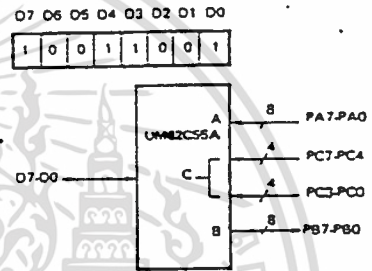 D7 D6 D5 D4 D3 D2 D1 D0
1 0 0 1 1 0 0 1
A 8 PA7-PA0
UM82C55A
4 PC7-PC4
D7-D0 C
4 PC3-PC0
B 8 PB7-PB0